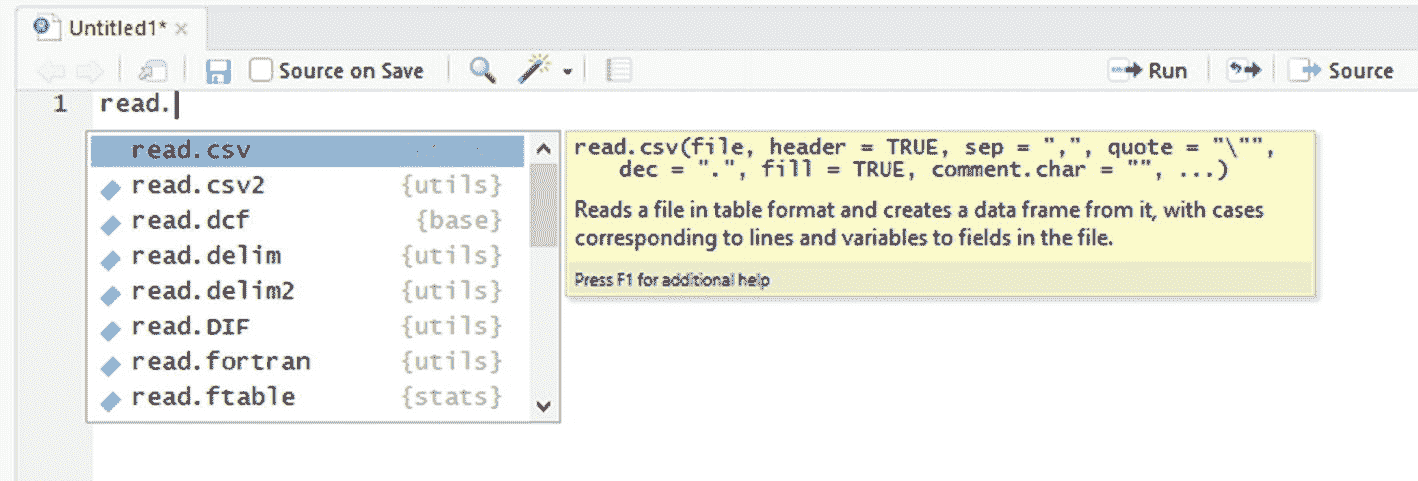 Untitled1*
Source on Save
Run
Source
1 read.
read.csv
read.csv2 {utils}
read.dcf {base}
read.delim {utils}
read.delim2 {utils}
read.DIF {utils}
read.fortran {utils}
read.ftable {stats}
read.csv(file, header = TRUE, sep = ",", quote = "\"",
dec = ".", fill = TRUE, comment.char = "", ...)
Reads a file in table format and creates a data frame from it, with cases
corresponding to lines and variables to fields in the file.
Press F1 for additional help